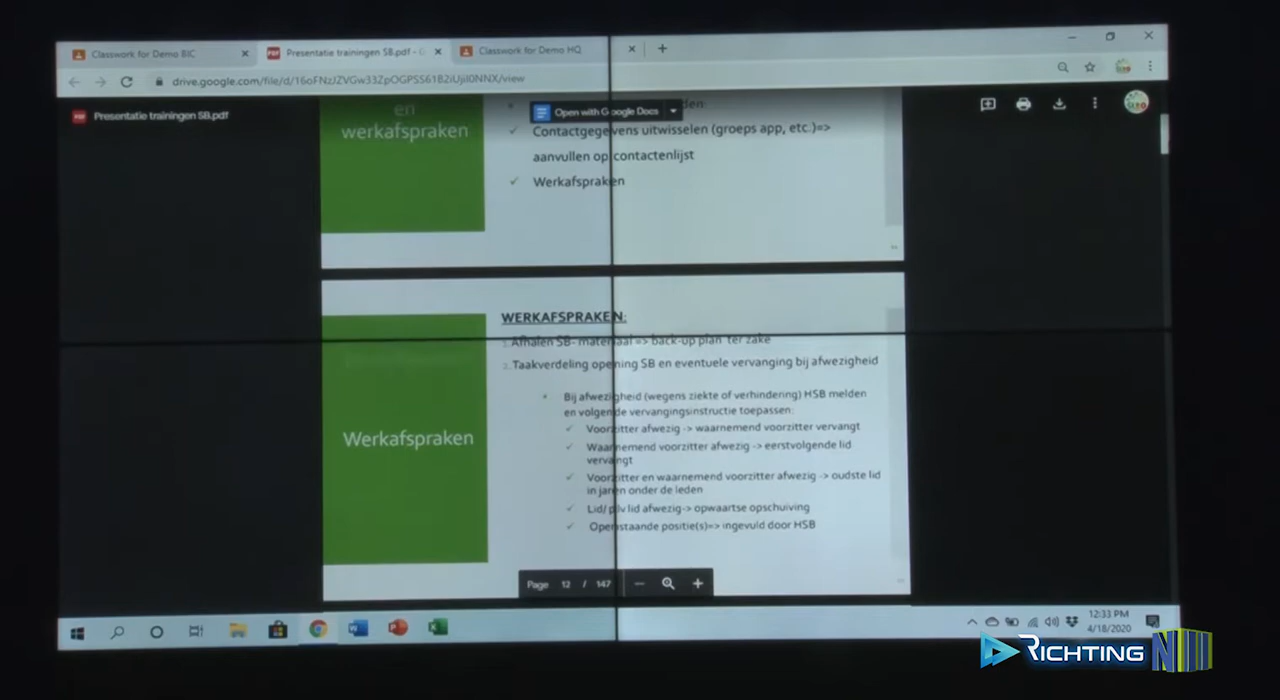 Classwork for Demo BIC
Presentatie trainingen SB.pdf - G
Classwork for Demo HQ
Presentatie trainingen SB.pdf
Open with Google Docs
en
werkafspraken
Contactgegevens uitwisselen (groeps app, etc.)=>
aanvullen op contactenlijst
Werkafspraken
WERKAFSPRAKEN:
1. Afhalen SB- materiaal => back-up plan ter zake
2. Taakverdeling opening SB en eventuele vervanging bij afwezigheid
Werkafspraken
Bij afwezigheid (wegens ziekte of verhindering) HSB melden
en volgende vervangingsinstructie toepassen:
Voorzitter afwezig -> waarnemend voorzitter vervangt
Waarnemend voorzitter afwezig -> eerstvolgende lid
vervangt
Voorzitter en waarnemend voorzitter afwezig -> oudste lid
in jaren onder de leden
Lid/ plv lid afwezig-> opwaartse opschuiving
Openstaande positie(s)=> ingevuld door HSB
Page 12 / 147
12:33 PM
4/18/2020
RICHTING N